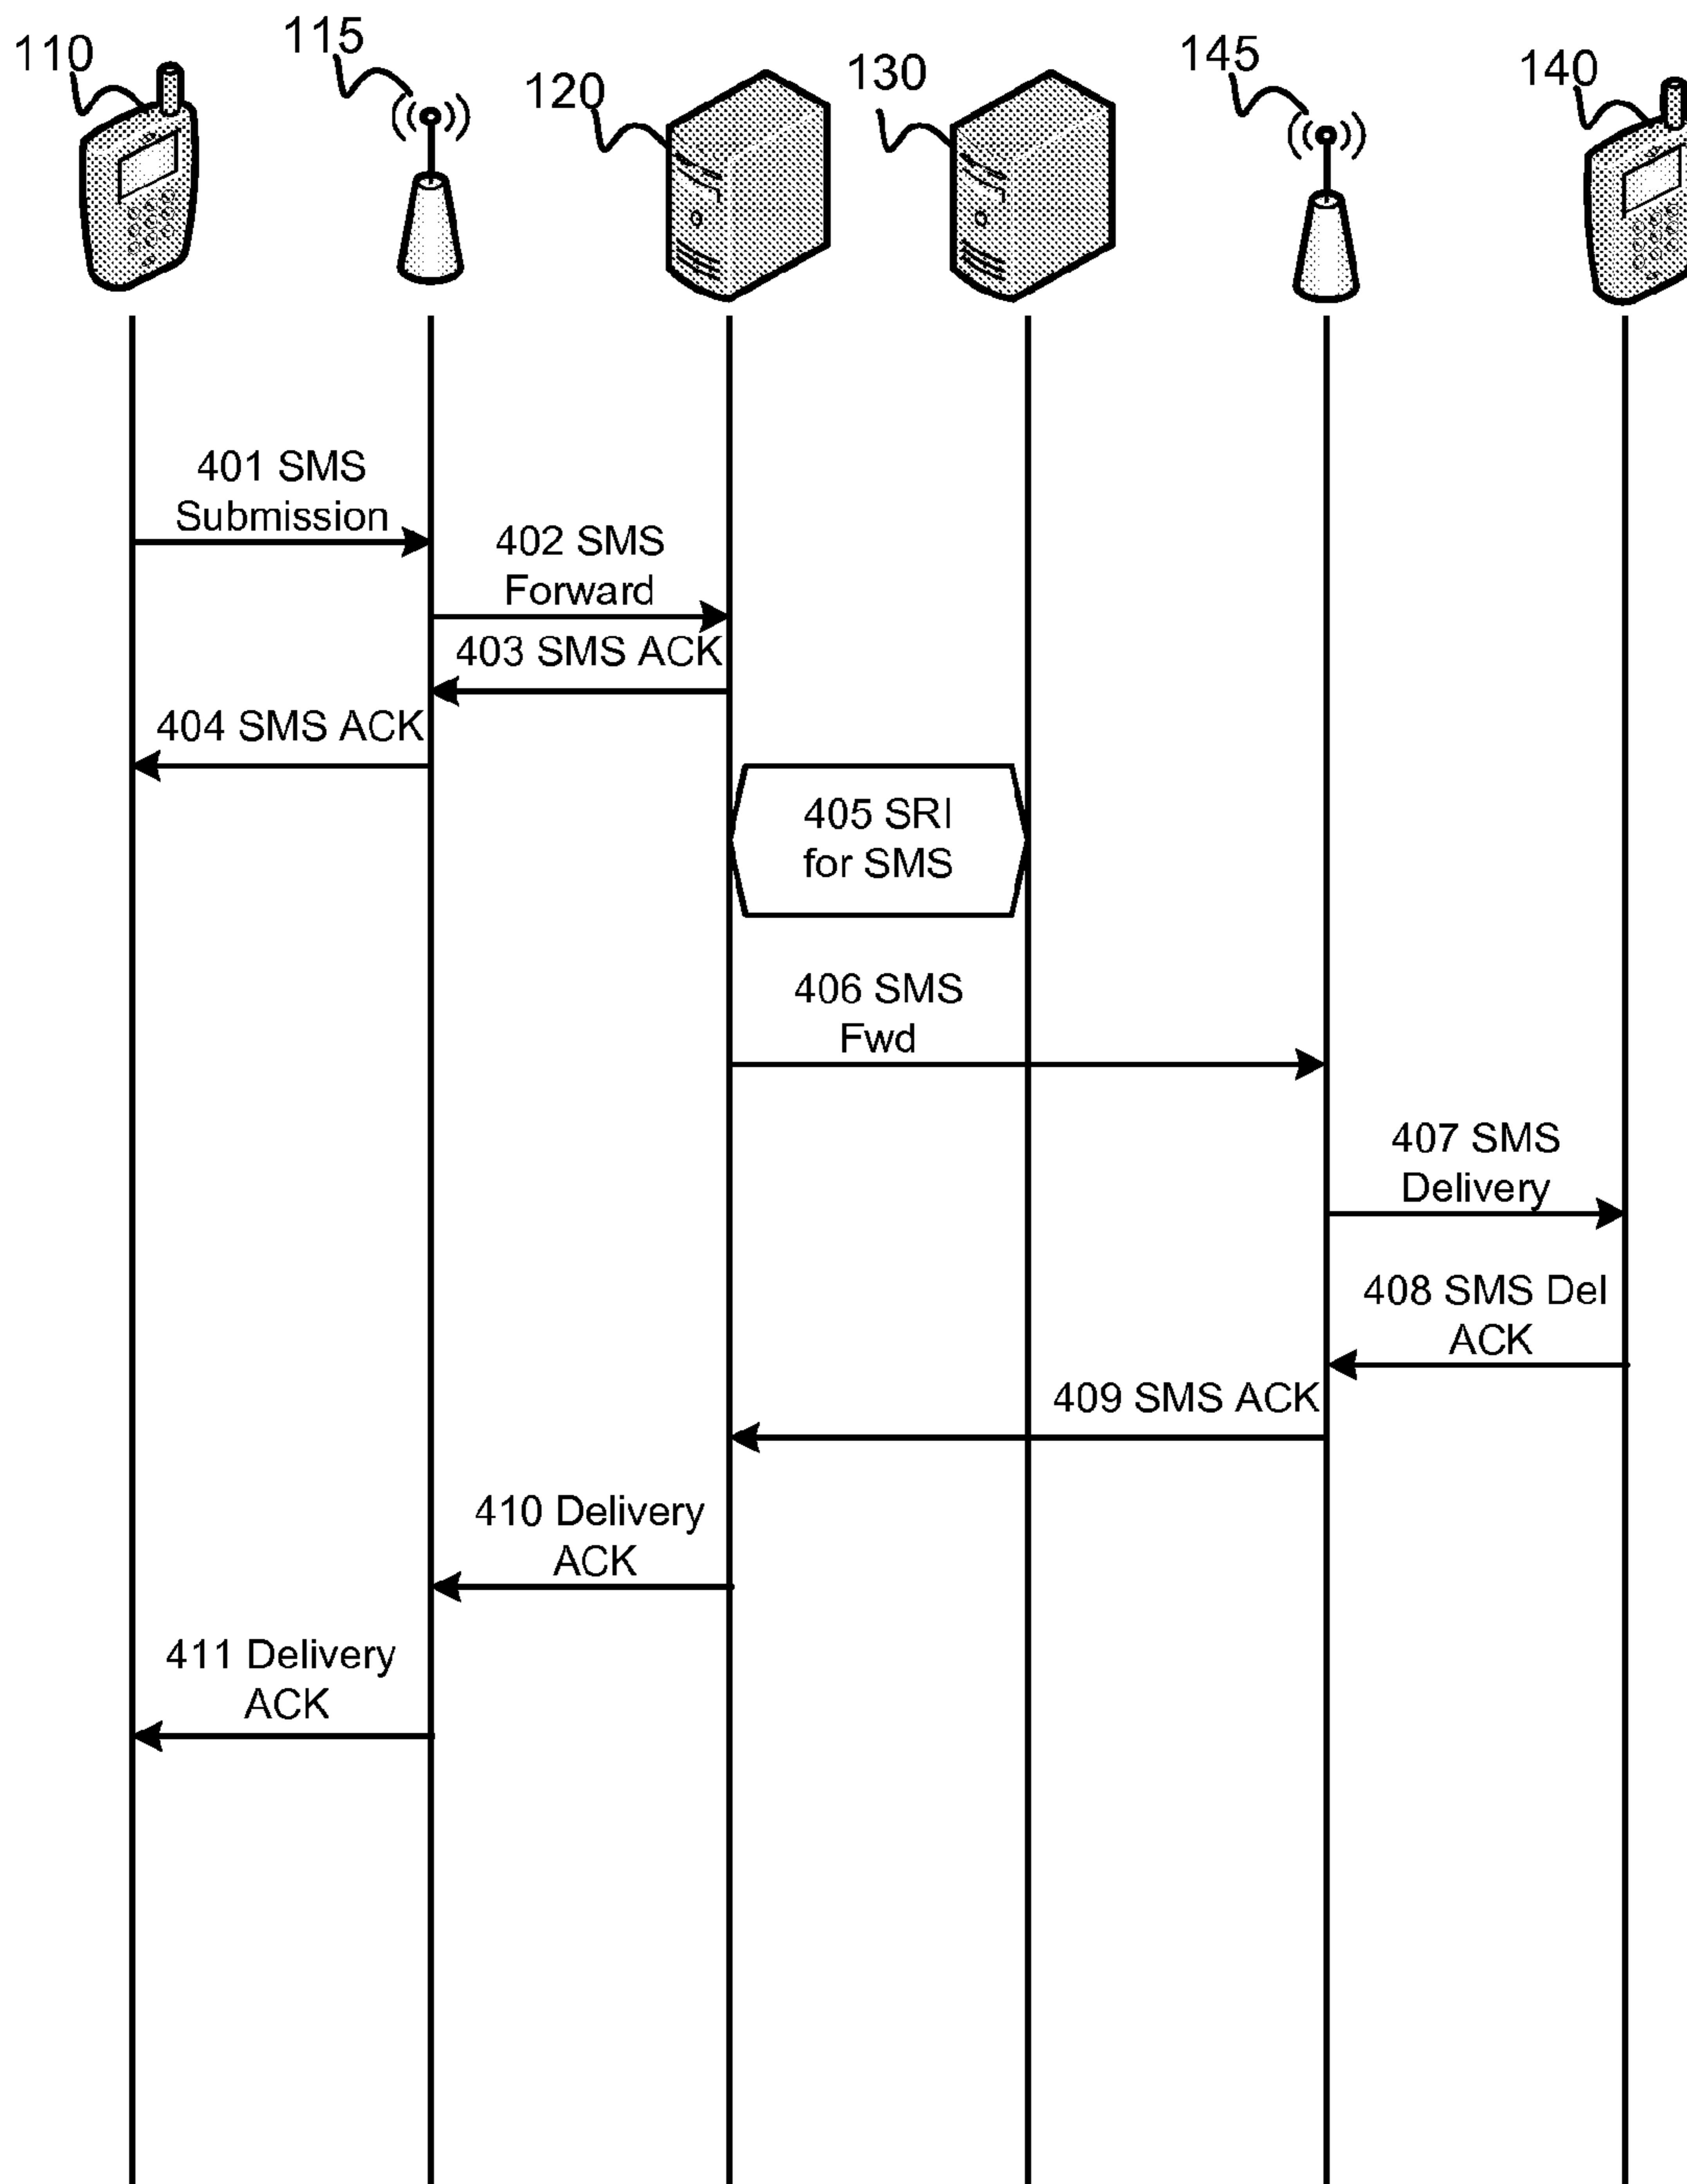 110
115
120
130
145
140
401 SMS
Submission
402 SMS
Forward
403 SMS ACK
404 SMS ACK
405 SRI
for SMS
406 SMS
Fwd
407 SMS
Delivery
408 SMS Del
ACK
409 SMS ACK
410 Delivery
ACK
411 Delivery
ACK